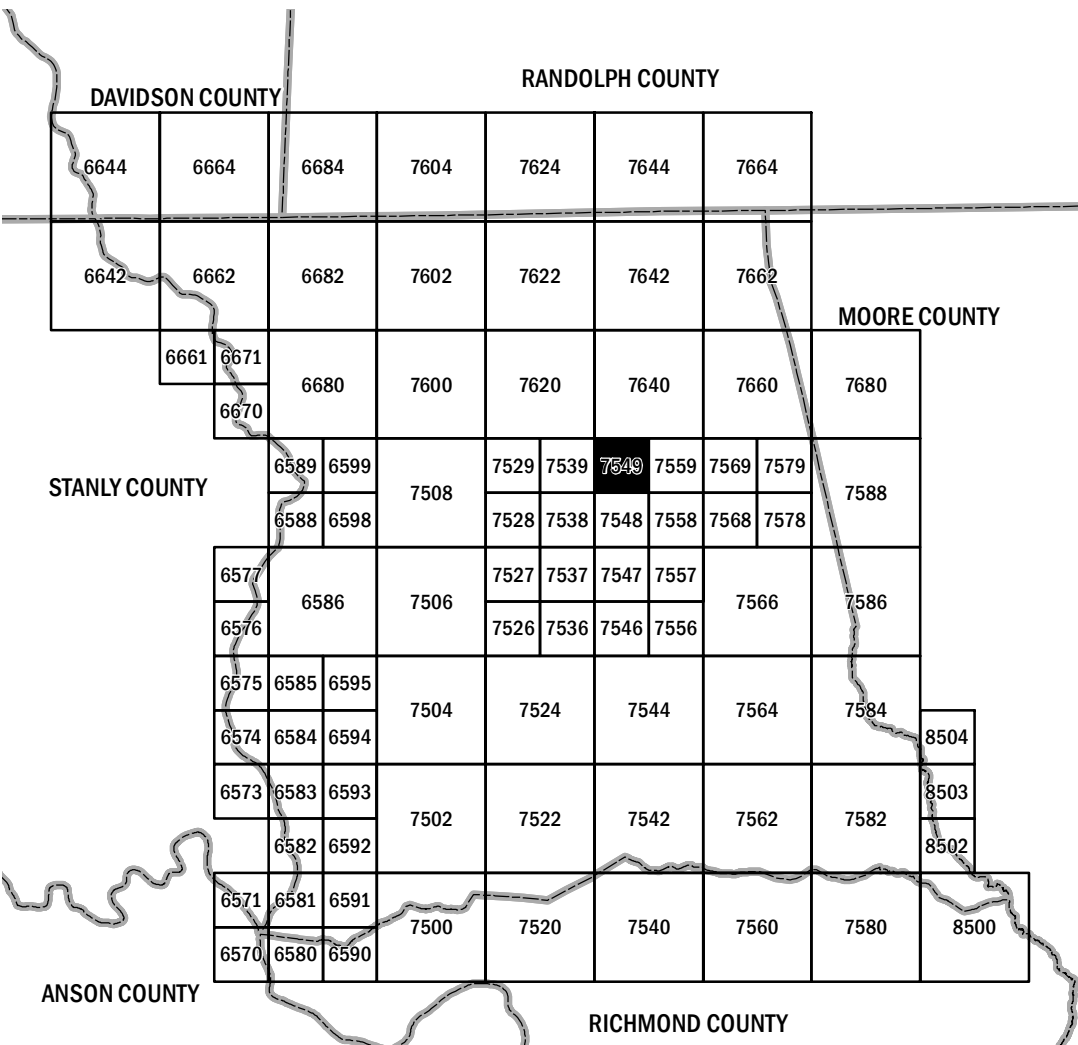 RANDOLPH COUNTY
DAVIDSON COUNTY
6644 6664 6684 7604 7624 7644 7664
6642 6662 6682 7602 7622 7642 7662
MOORE COUNTY
6661 6671
6680 7600 7620 7640 7660 7680
6670
6589 6599 7529 7539 7549 7559 7569 7579
STANLY COUNTY
7508 7588
6588 6598 7528 7538 7548 7558 7568 7578
6577 7527 7537 7547 7557
6586 7506 7566 7586
6576 7526 7536 7546 7556
6575 6585 6595
7504 7524 7544 7564 7584
6574 6584 6594 8504
6573 6583 6593 8503
7502 7522 7542 7562 7582
6582 6592 8502
6571 6581 6591
7500 7520 7540 7560 7580 8500
6570 6580 6590
ANSON COUNTY
RICHMOND COUNTY